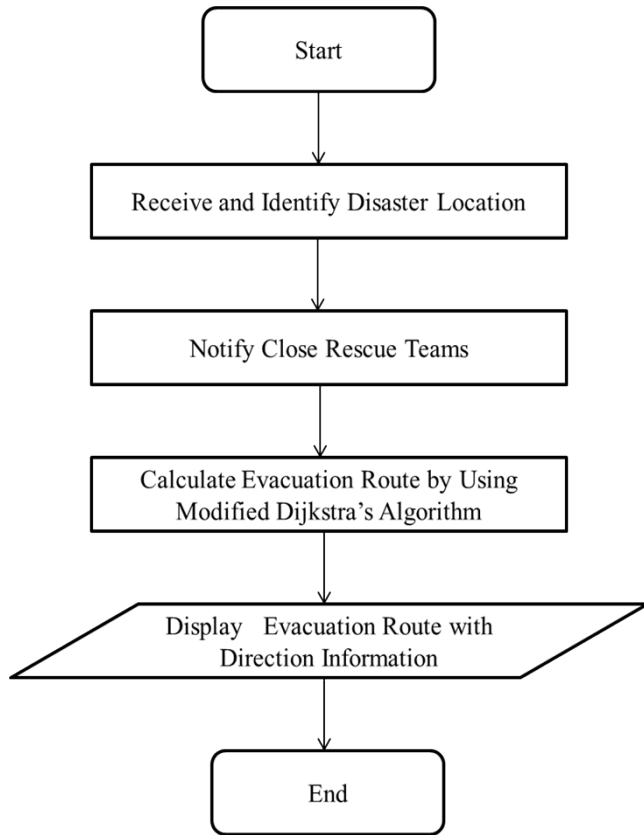 Start
Receive and Identify Disaster Location
Notify Close Rescue Teams
Calculate Evacuation Route by Using
Modified Dijkstra’s Algorithm
Display Evacuation Route with
Direction Information
End